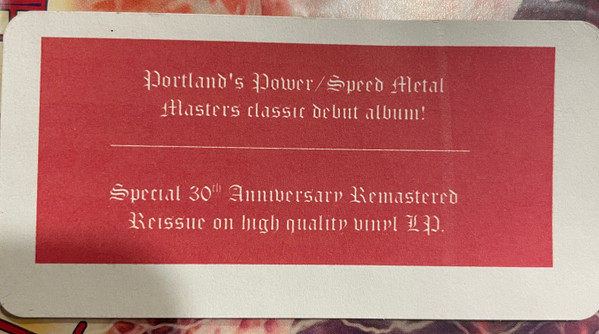 Portland's Power/Speed Metal
Masters classic debut album!
Special 30th Anniversary Remastered
Reissue on high quality vinyl LP.